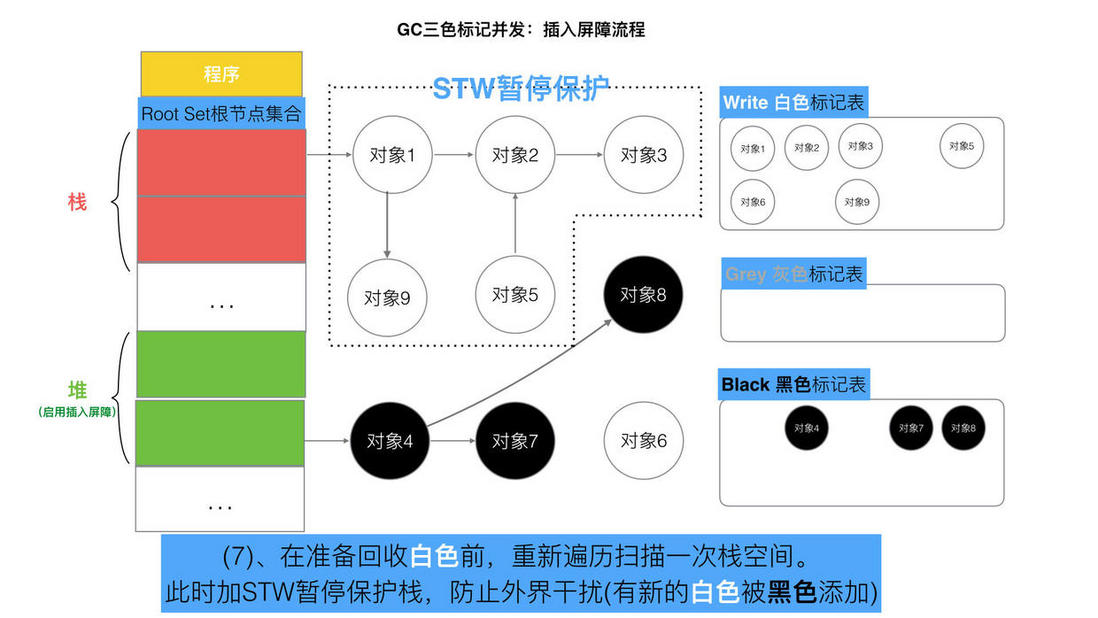 GC三色标记并发：插入屏障流程
程序
Root Set根节点集合
栈
...
堆
(启用插入屏障)
...
STW暂停保护
对象1
对象2
对象3
对象9
对象5
对象8
对象4
对象7
对象6
Write 白色标记表
对象1
对象2
对象3
对象5
对象6
对象9
Grey 灰色标记表
Black 黑色标记表
对象4
对象7
对象8
(7)、在准备回收白色前，重新遍历扫描一次栈空间。
此时加STW暂停保护栈，防止外界干扰(有新的白色被黑色添加)